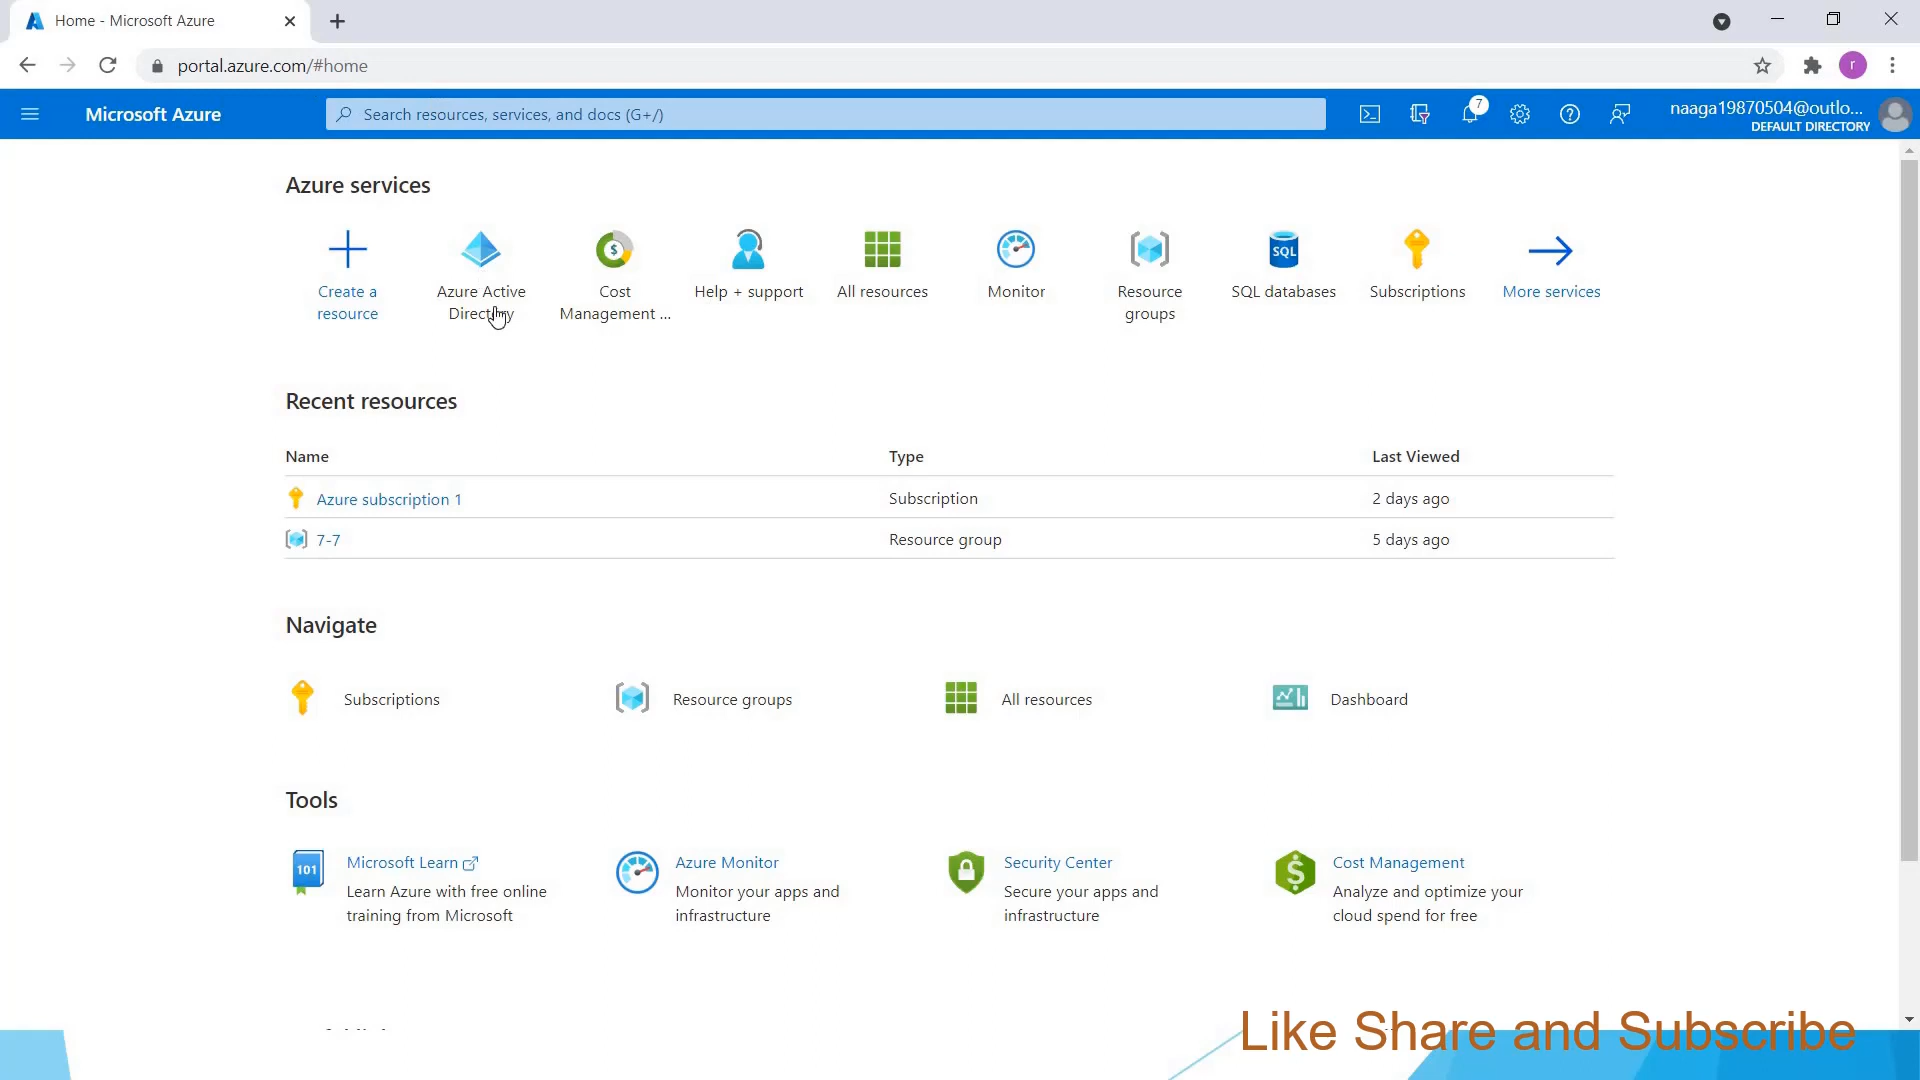 Home - Microsoft Azure
portal.azure.com/#home
r
Microsoft Azure
Search resources, services, and docs (G+/)
7
naaga19870504@outlo...
DEFAULT DIRECTORY
Azure services
Create a
resource
Azure Active
Directory
Cost
Management ...
Help + support
All resources
Monitor
Resource
groups
SQL
SQL databases
Subscriptions
More services
Recent resources
Name Type Last Viewed
Azure subscription 1 Subscription 2 days ago
7-7 Resource group 5 days ago
Navigate
Subscriptions
Resource groups
All resources
Dashboard
Tools
101
Microsoft Learn
Learn Azure with free online
training from Microsoft
Azure Monitor
Monitor your apps and
infrastructure
Security Center
Secure your apps and
infrastructure
Cost Management
Analyze and optimize your
cloud spend for free
Like Share and Subscribe